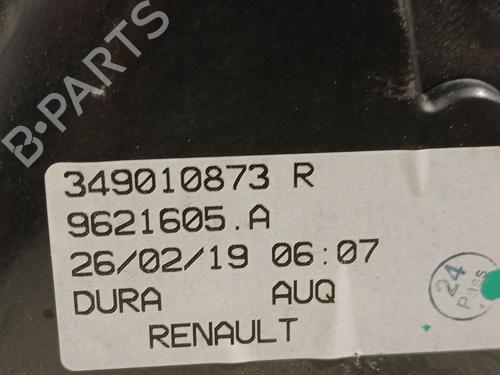 B-PARTS
349010873 R
9621605.A
26/02/19 06:07
DURA AUQ
RENAULT
24
Pass